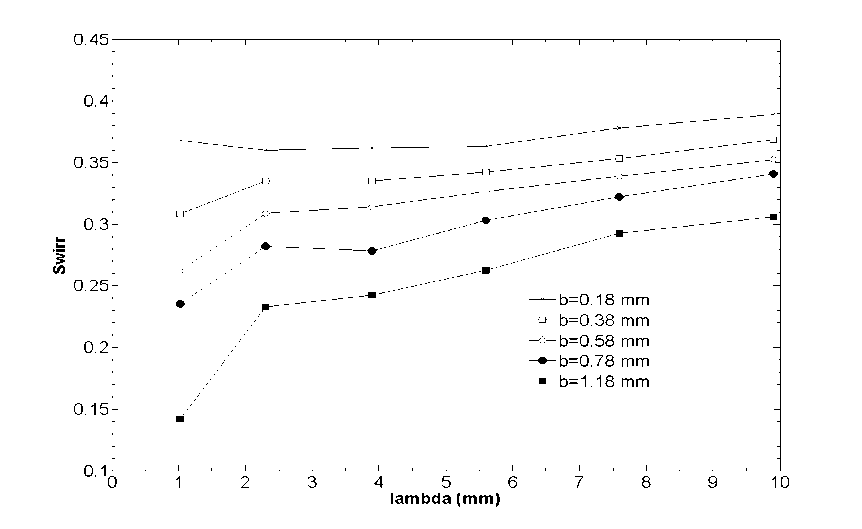 0.45
0.4
0.35
0.3
0.25
0.2
0.15
0.1
Swirr
b=0.18 mm
b=0.38 mm
b=0.58 mm
b=0.78 mm
b=1.18 mm
0 1 2 3 4 5 6 7 8 9 10
lambda (mm)